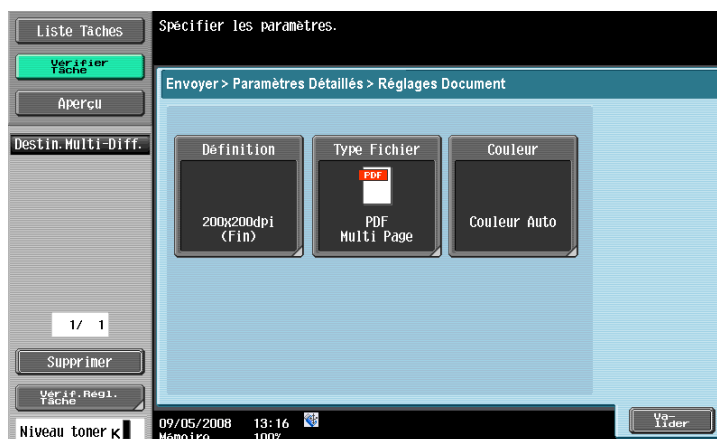 Liste Tâches
Spécifier les paramètres.
Vérifier
Tâche
Aperçu
Envoyer > Paramètres Détaillés > Réglages Document
Destin.Multi-Diff.
Définition
200X200dpi
(Fin)
Type Fichier
PDF
PDF
Multi Page
Couleur
Couleur Auto
1/ 1
Supprimer
Vérif.Regl.
Tâche
Niveau toner K
09/05/2008 13:16
Mémoire 100%
Va-
lider